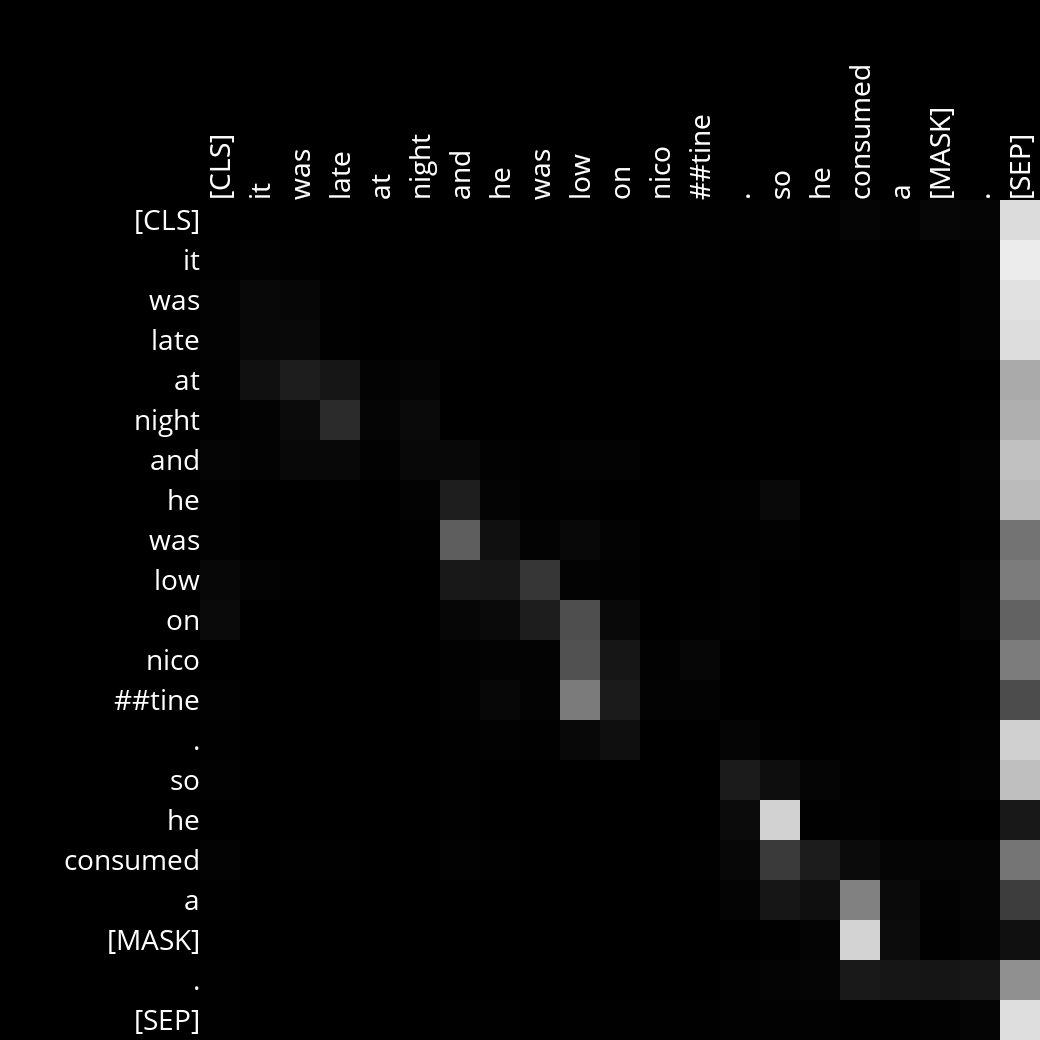 [CLS] it was late at night and he was low on nico ##tine . so he consumed a [MASK] . [SEP]
[CLS]
it
was
late
at
night
and
he
was
low
on
nico
##tine
.
so
he
consumed
a
[MASK]
.
[SEP]